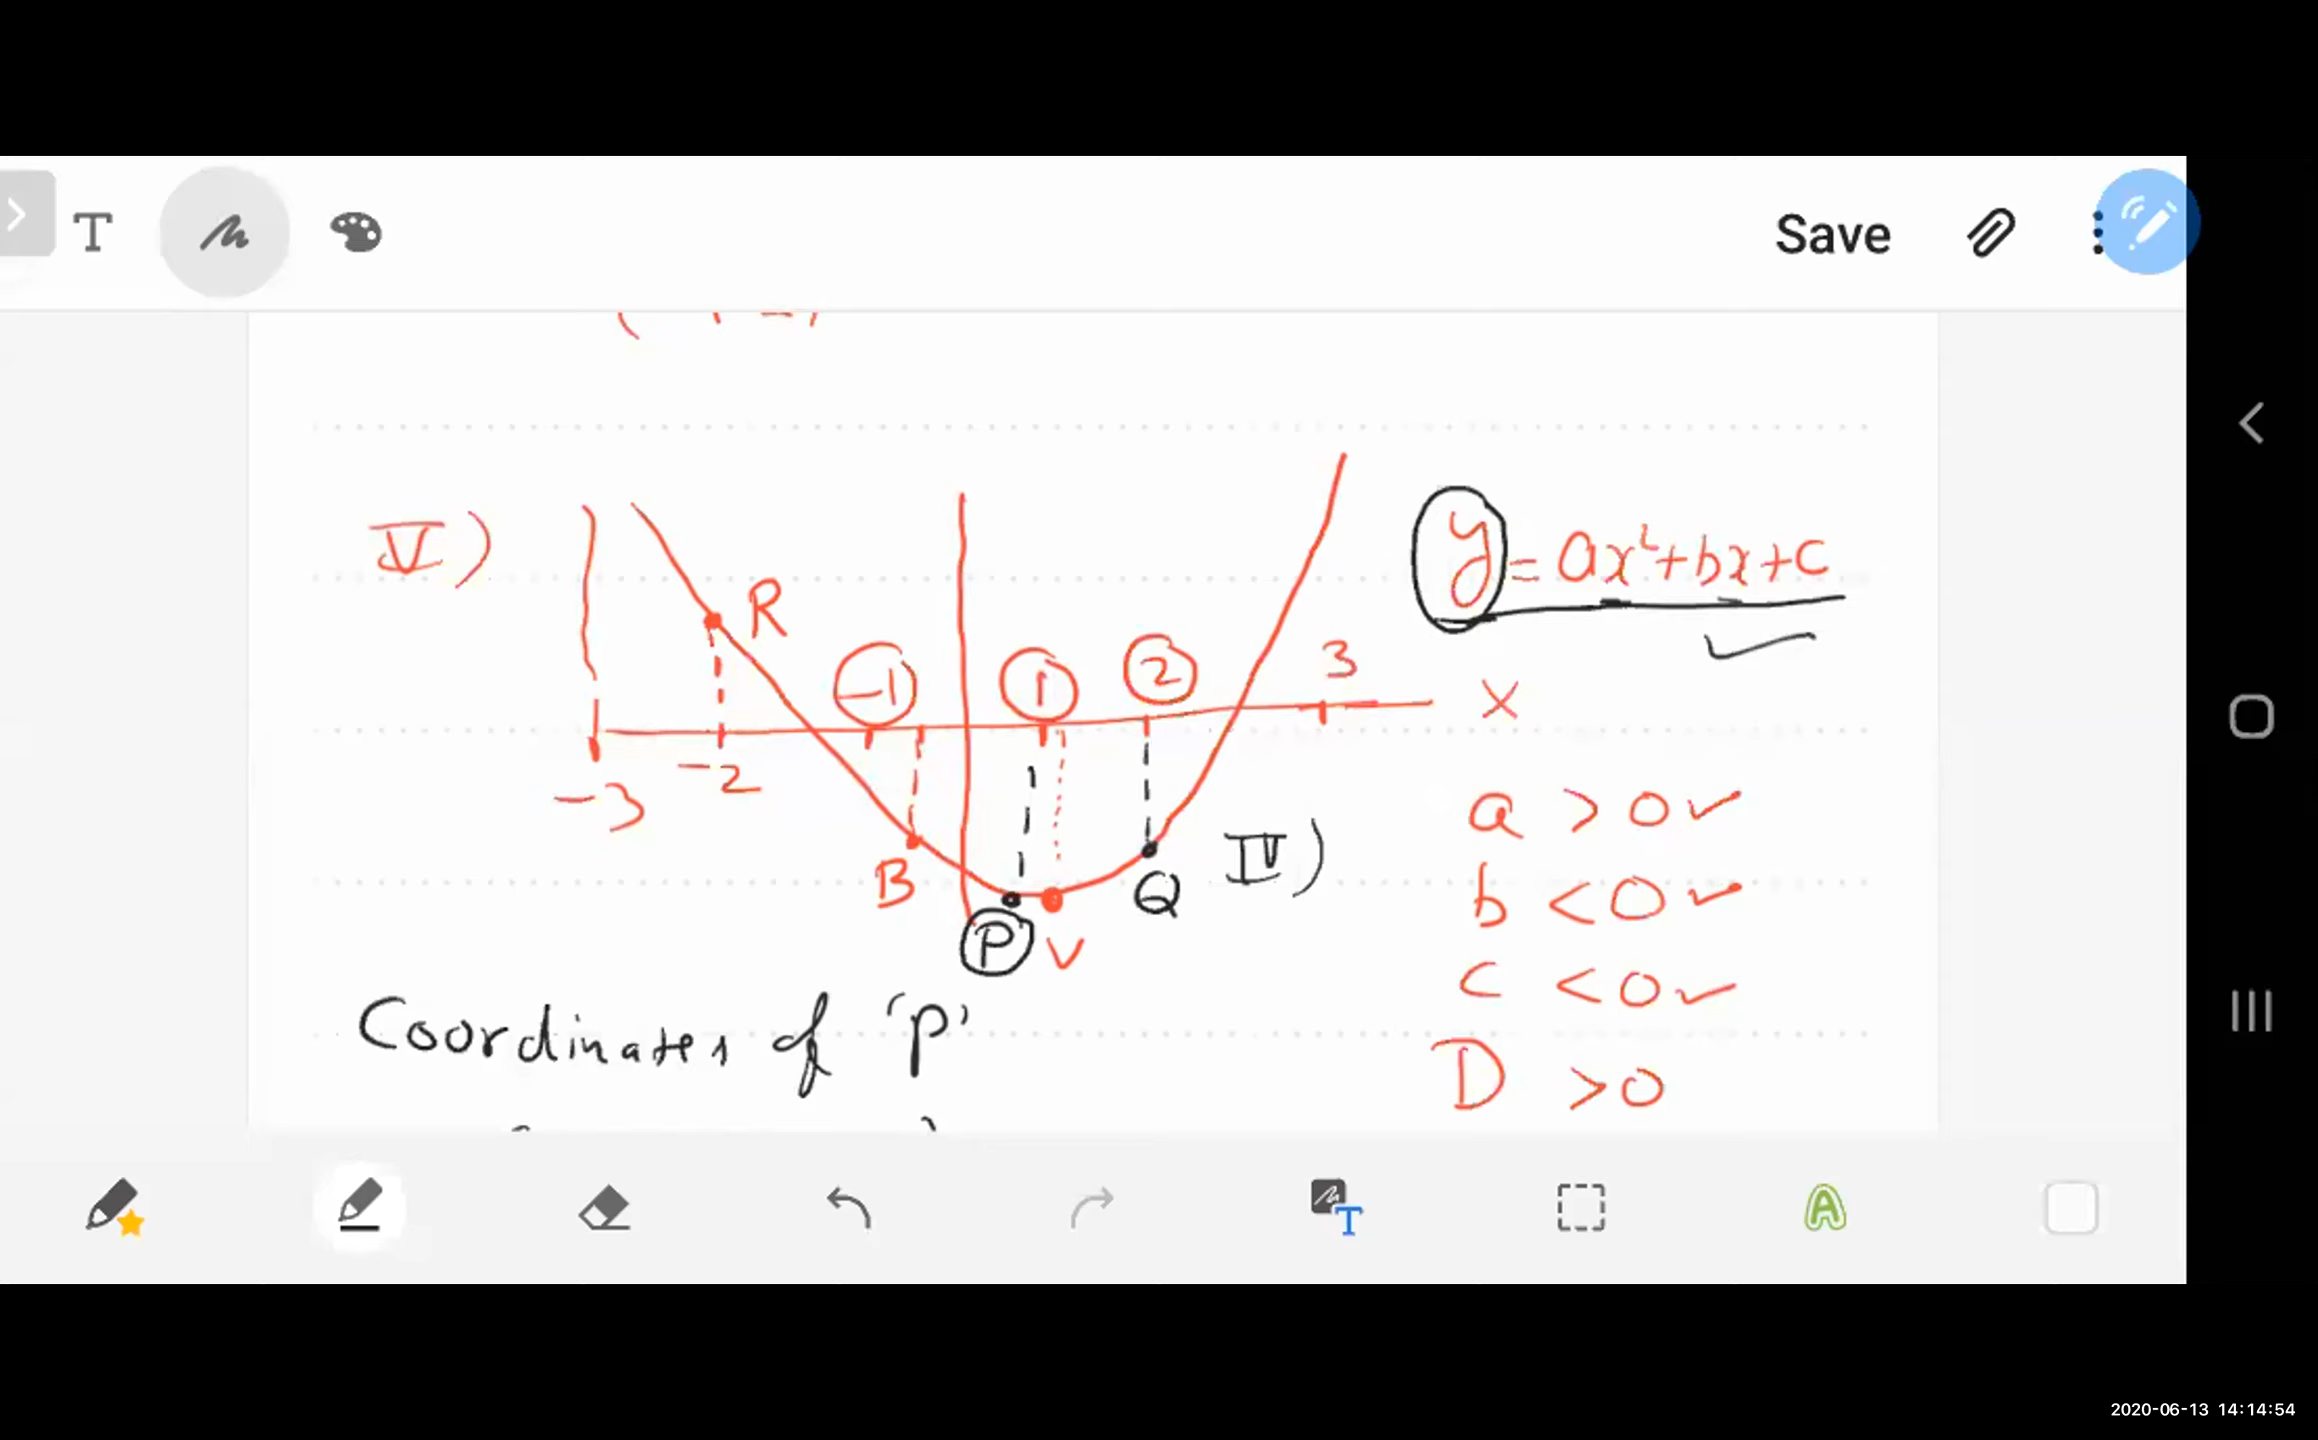 T
Save
V)
R
y = ax²+bx+c
-1
1
2
3
X
-3
-2
B
P
V
Q
IV)
a > 0 ✓
b < 0 ✓
c < 0 ✓
D > 0
Coordinates of 'P'
T
A
2020-06-13 14:14:54